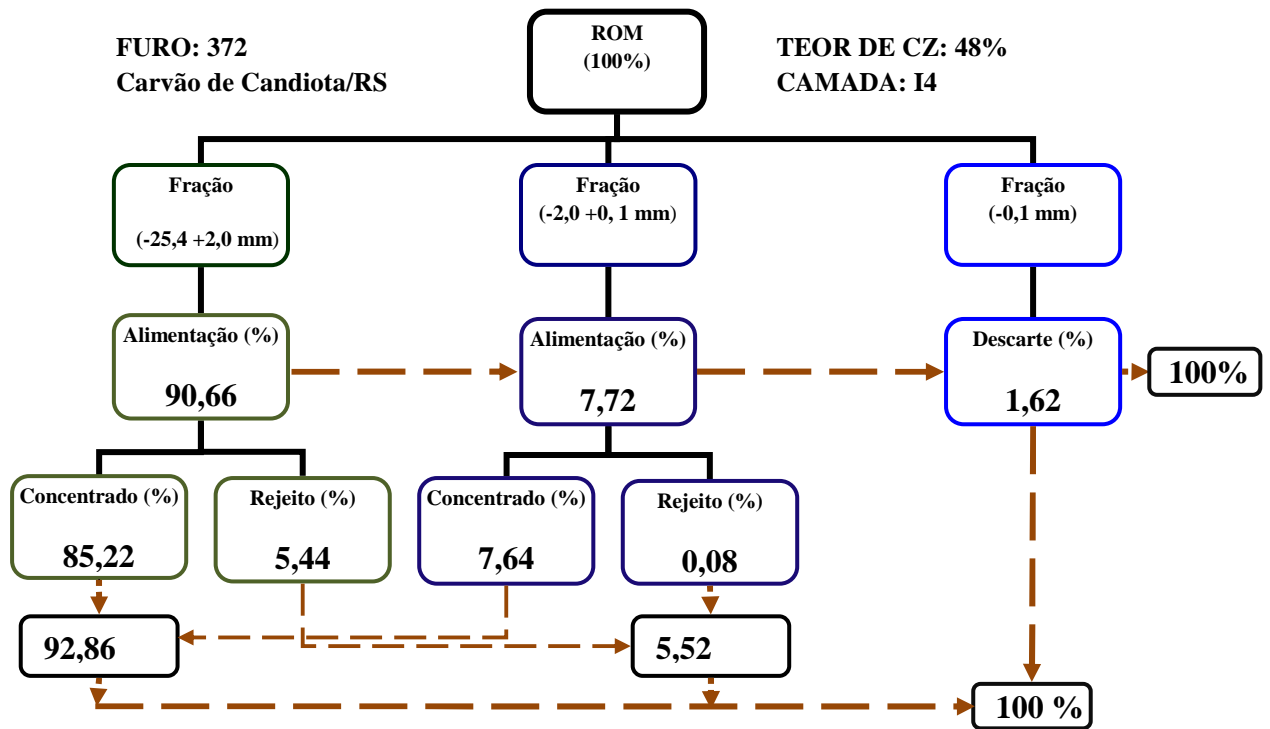 FURO: 372
Carvão de Candiota/RS
ROM
(100%)
TEOR DE CZ: 48%
CAMADA: I4
Fração
(-25,4 +2,0 mm)
Fração
(-2,0 +0, 1 mm)
Fração
(-0,1 mm)
Alimentação (%)
90,66
Alimentação (%)
7,72
Descarte (%)
1,62
100%
Concentrado (%)
85,22
Rejeito (%)
5,44
Concentrado (%)
7,64
Rejeito (%)
0,08
92,86
5,52
100 %